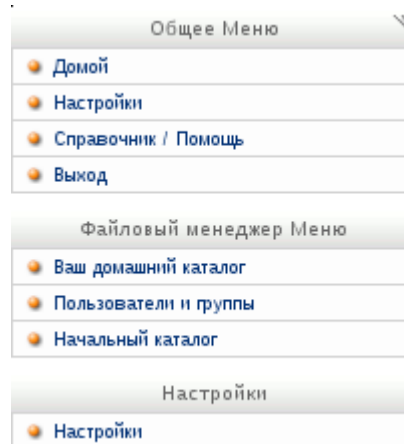 Общее Меню
Домой
Настройки
Справочник / Помощь
Выход
Файловый менеджер Меню
Ваш домашний каталог
Пользователи и группы
Начальный каталог
Настройки
Настройки